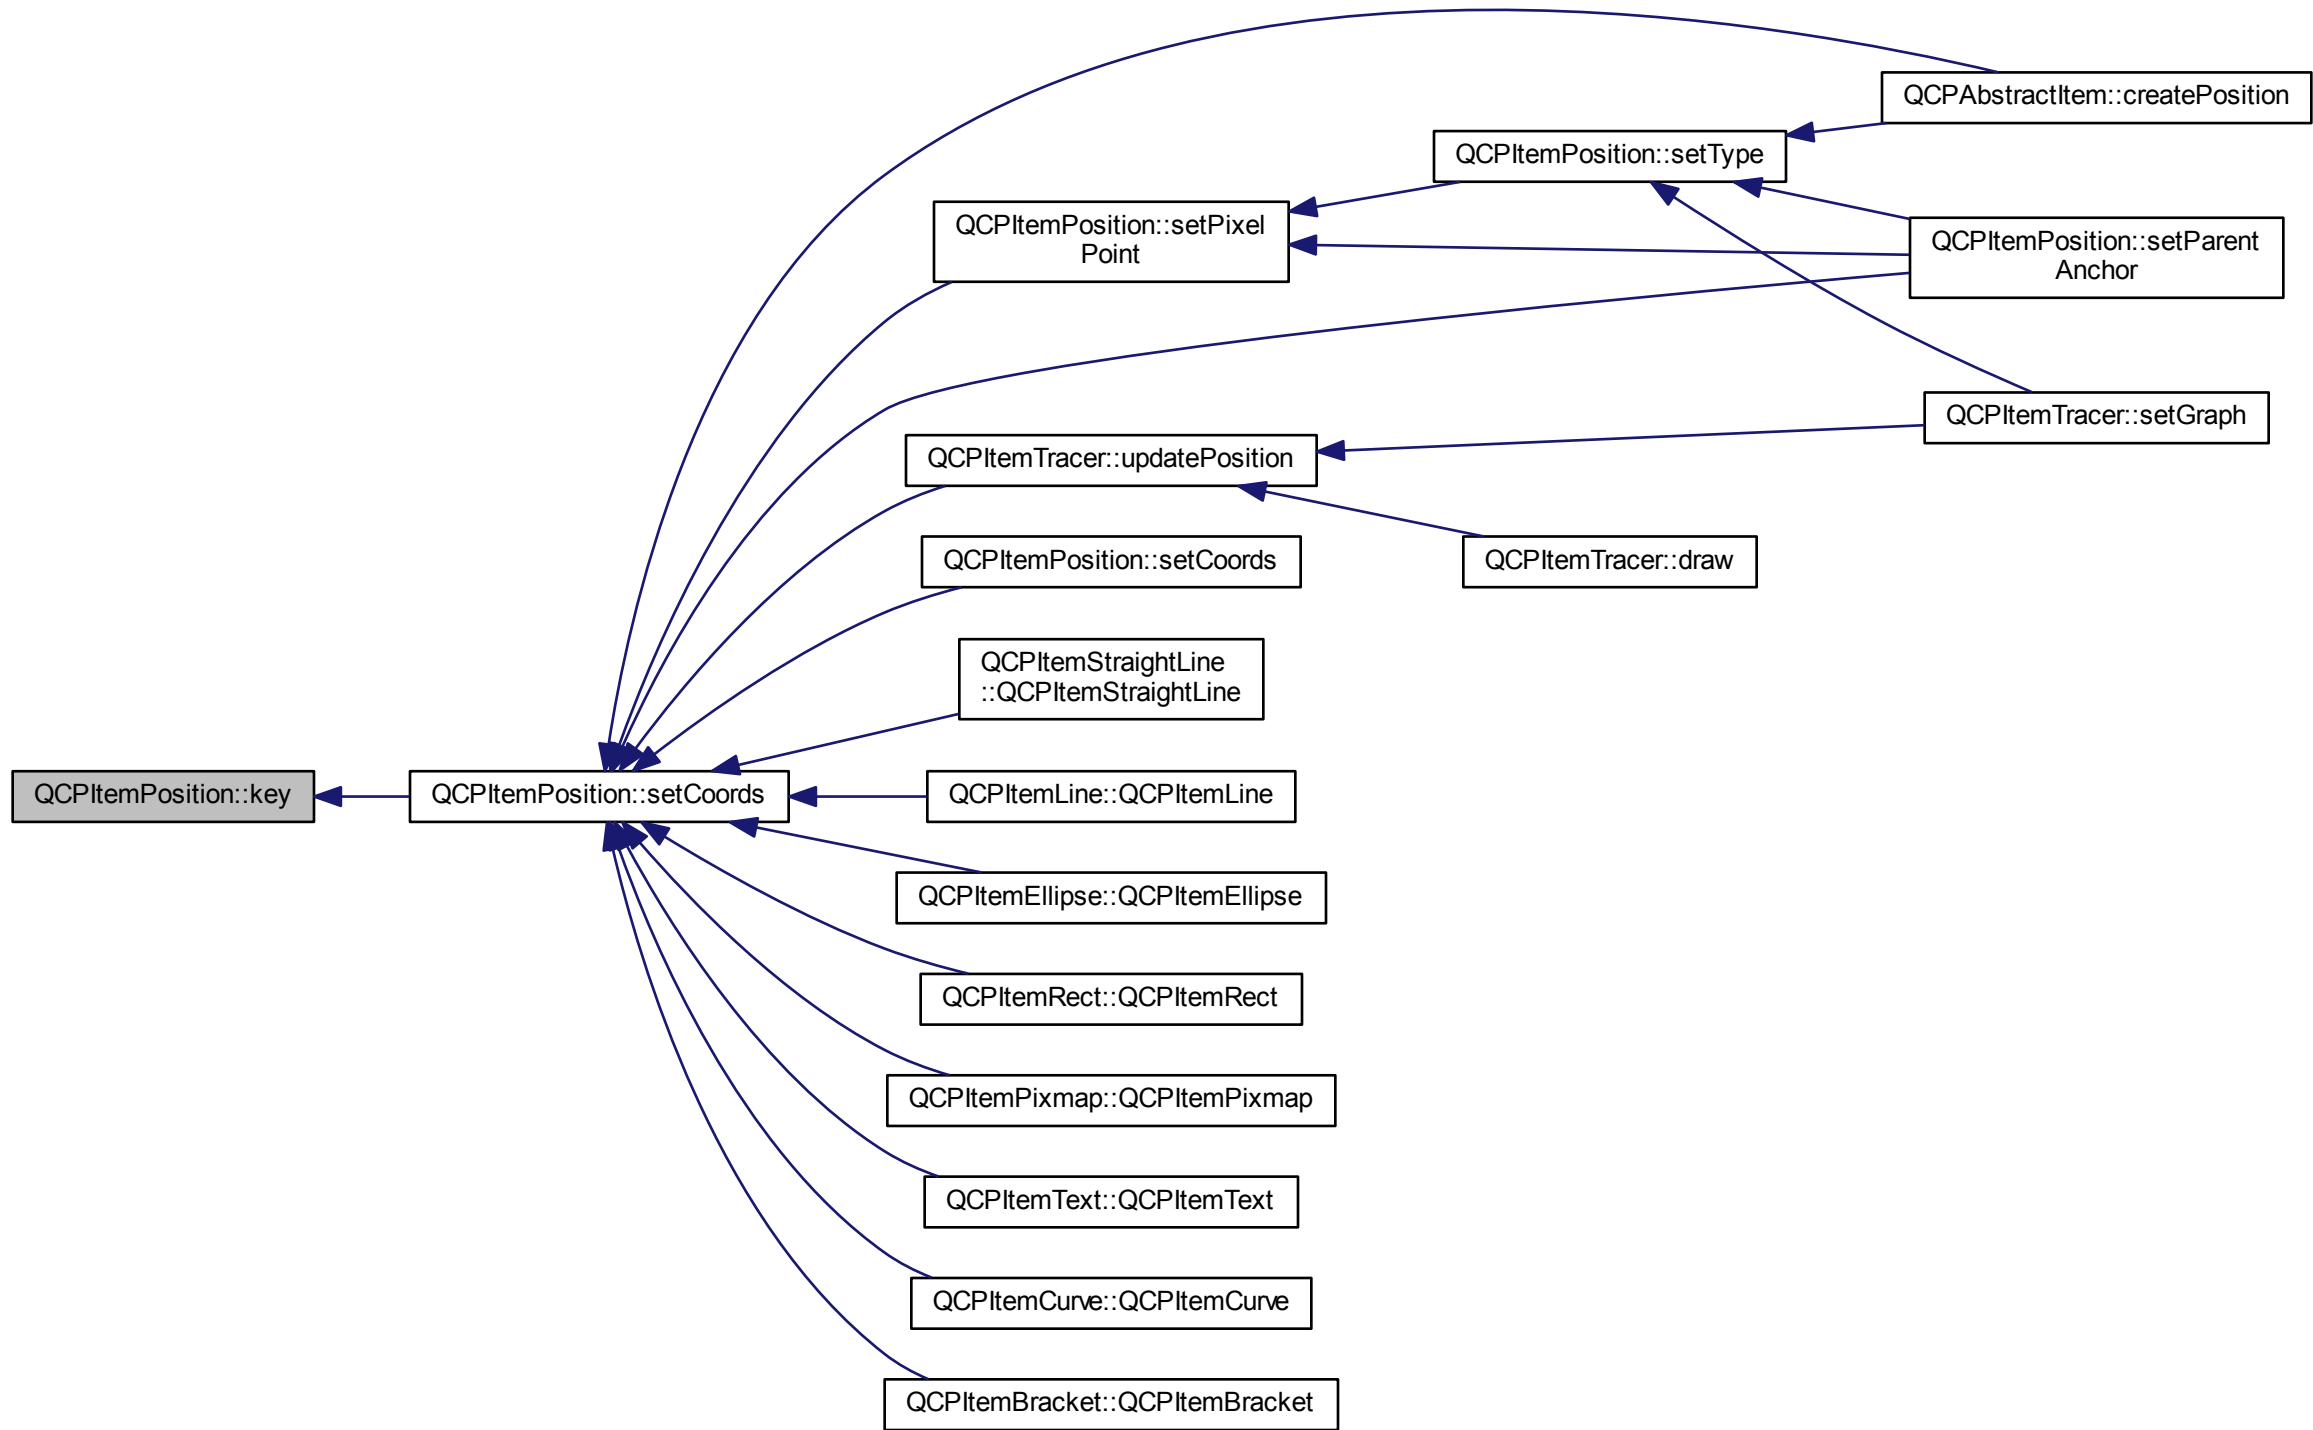 QCPAbstractItem::createPosition
QCPItemPosition::setType
QCPItemPosition::setPixel
Point
QCPItemPosition::setParent
Anchor
QCPItemTracer::setGraph
QCPItemTracer::updatePosition
QCPItemPosition::setCoords
QCPItemTracer::draw
QCPItemStraightLine
::QCPItemStraightLine
QCPItemPosition::key
QCPItemPosition::setCoords
QCPItemLine::QCPItemLine
QCPItemEllipse::QCPItemEllipse
QCPItemRect::QCPItemRect
QCPItemPixmap::QCPItemPixmap
QCPItemText::QCPItemText
QCPItemCurve::QCPItemCurve
QCPItemBracket::QCPItemBracket